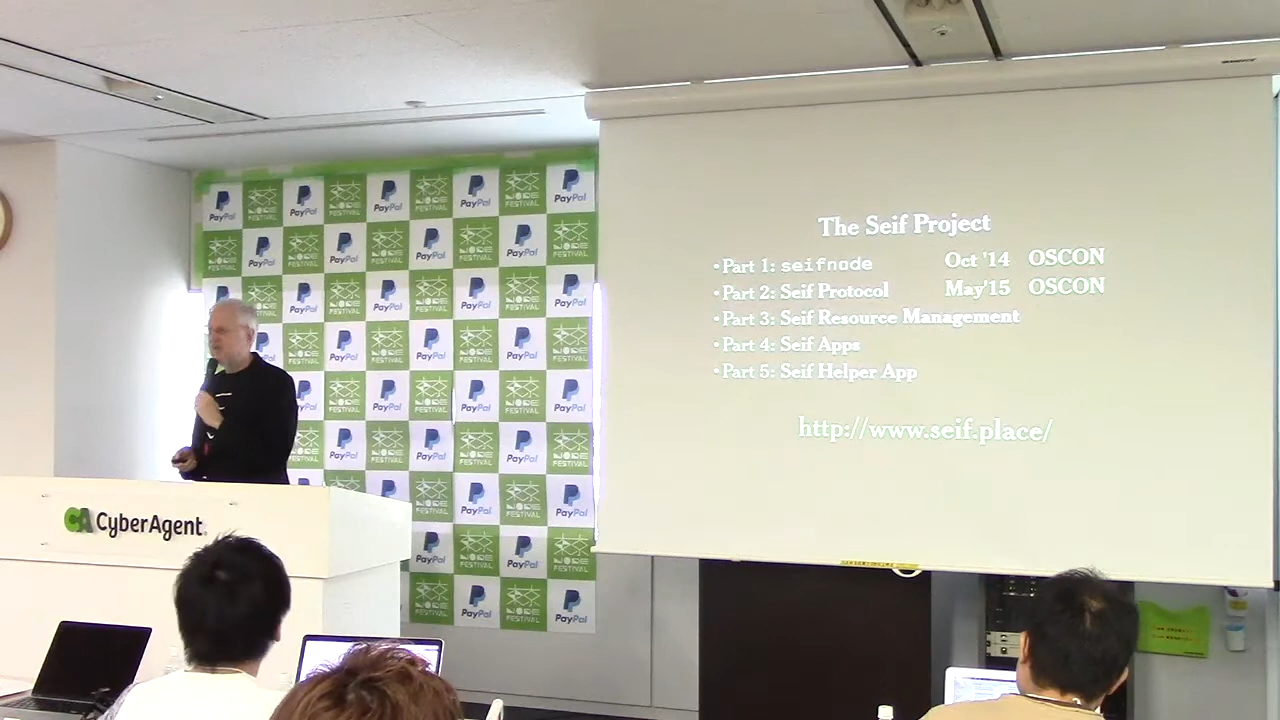 The Seif Project
• Part 1: seifnode Oct '14 OSCON
• Part 2: Seif Protocol May'15 OSCON
• Part 3: Seif Resource Management
• Part 4: Seif Apps
• Part 5: Seif Helper App
http://www.seif.place/
PayPal
NODE
FESTIVAL
CyberAgent.